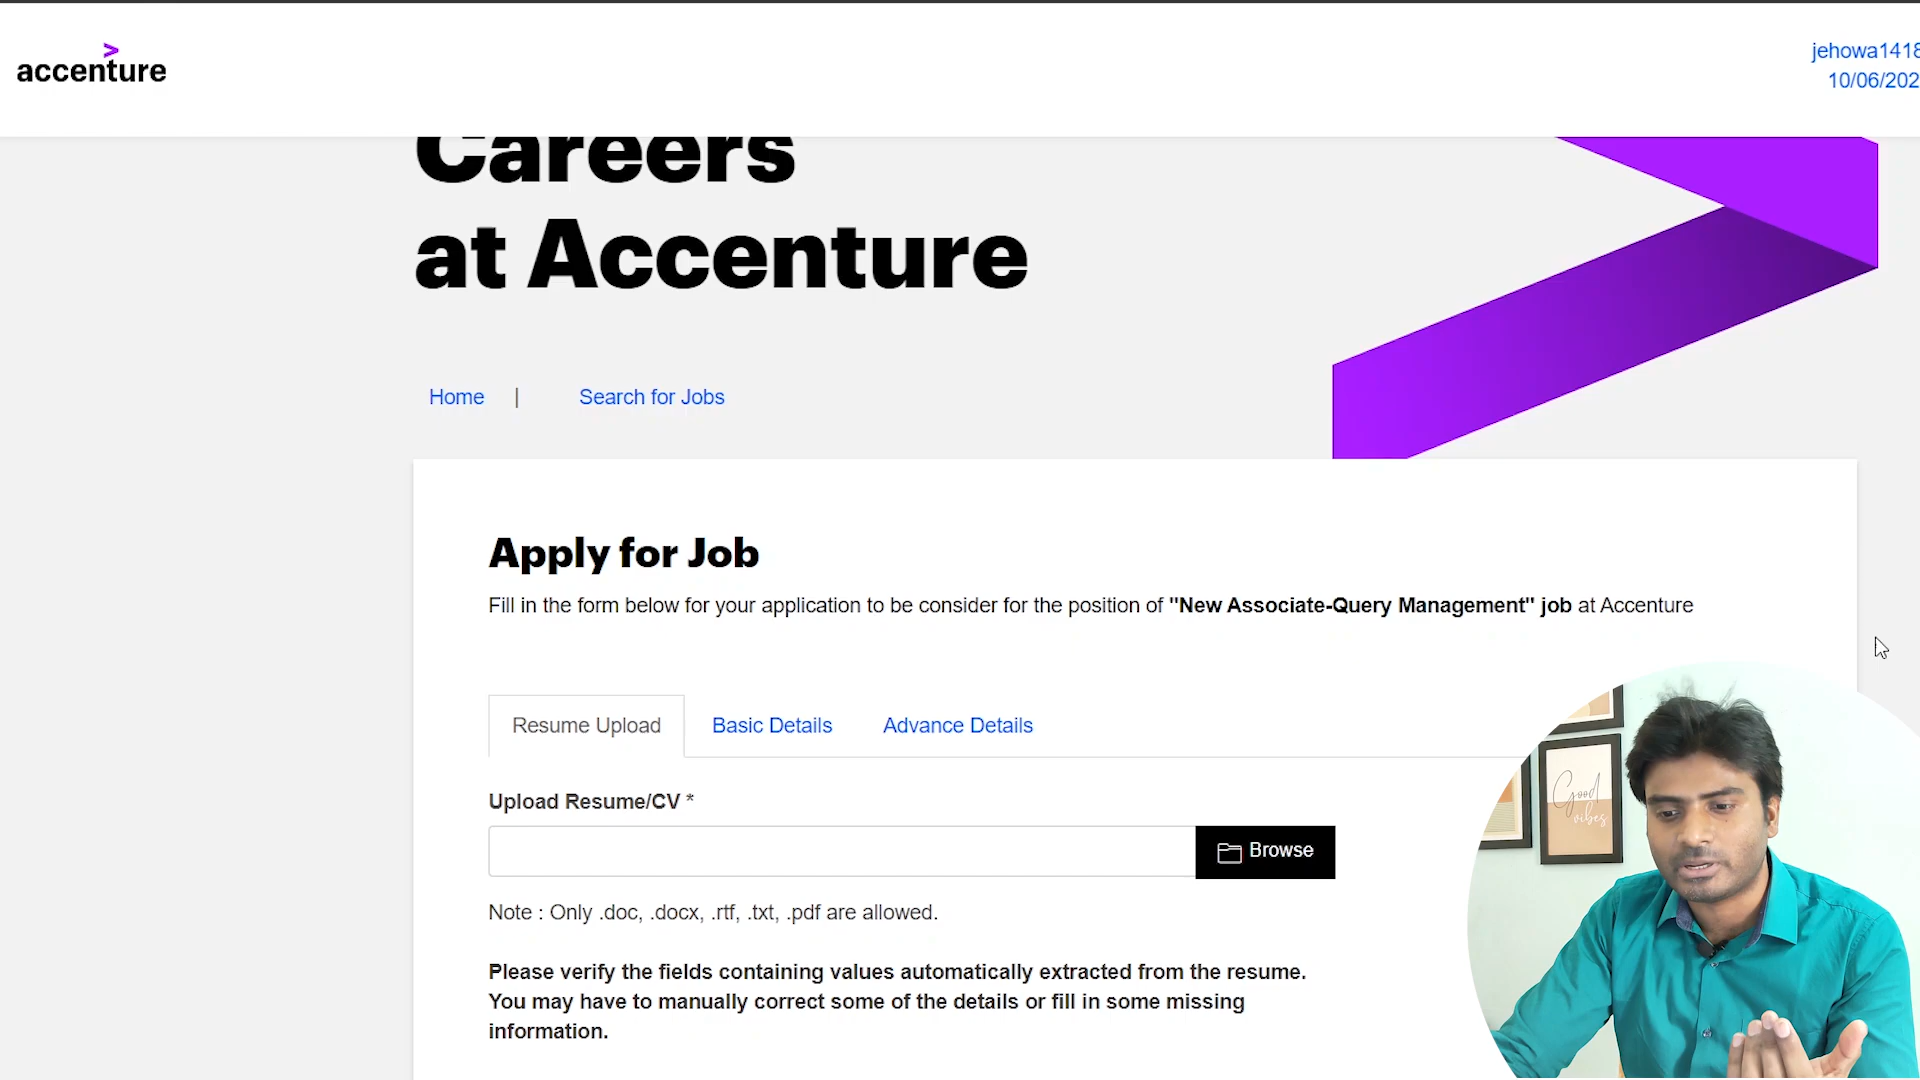 accenture
jehowa1418
10/06/202
Careers
at Accenture
Home | Search for Jobs
Apply for Job
Fill in the form below for your application to be consider for the position of "New Associate-Query Management" job at Accenture
Resume Upload Basic Details Advance Details
Upload Resume/CV *
Browse
Note : Only .doc, .docx, .rtf, .txt, .pdf are allowed.
Please verify the fields containing values automatically extracted from the resume.
You may have to manually correct some of the details or fill in some missing
information.
Good
vibes